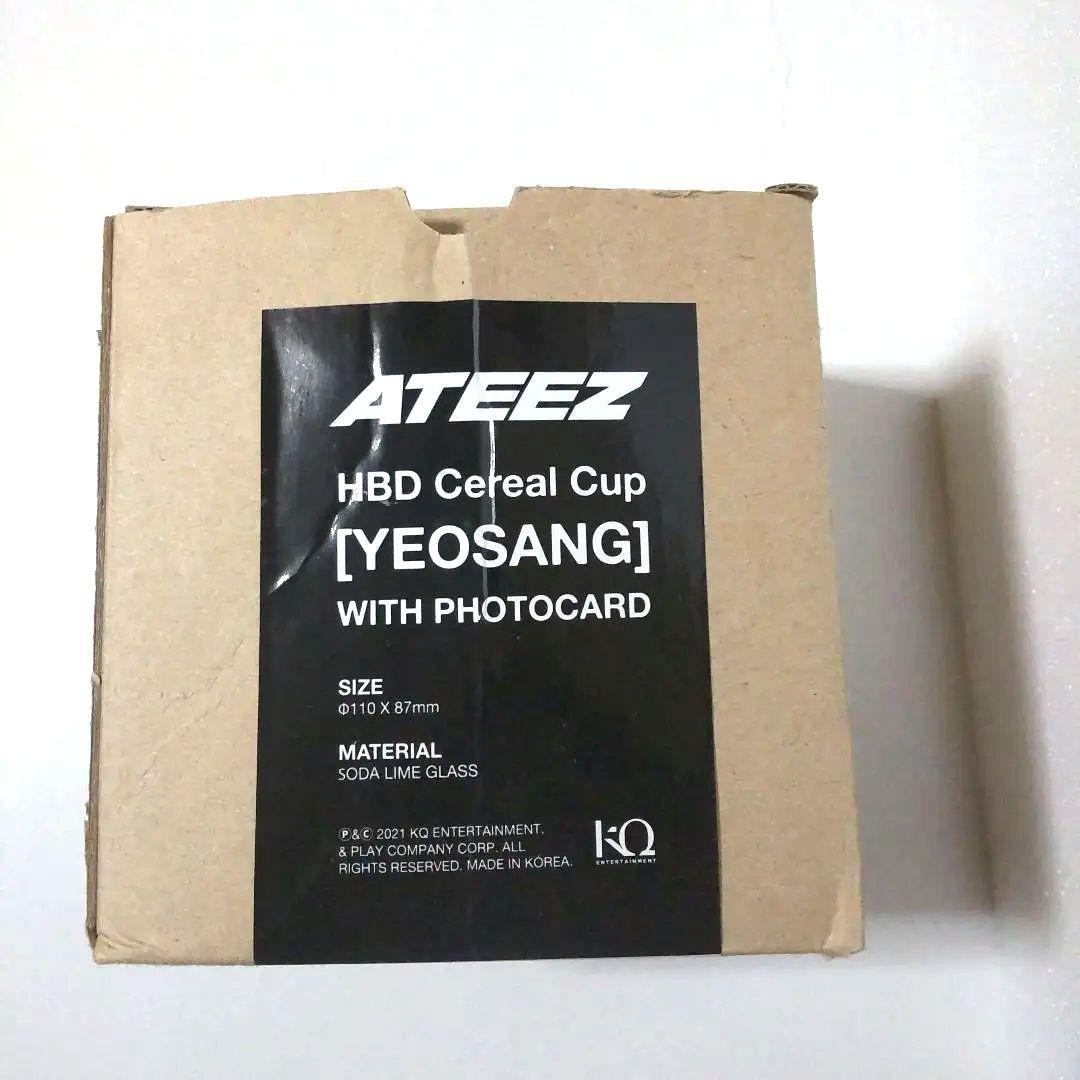 ATEEZ
HBD Cereal Cup
[YEOSANG]
WITH PHOTOCARD
SIZE
Φ110 X 87mm
MATERIAL
SODA LIME GLASS
Ⓟ&Ⓒ 2021 KQ ENTERTAINMENT.
& PLAY COMPANY CORP. ALL
RIGHTS RESERVED. MADE IN KOREA.
KQ
ENTERTAINMENT